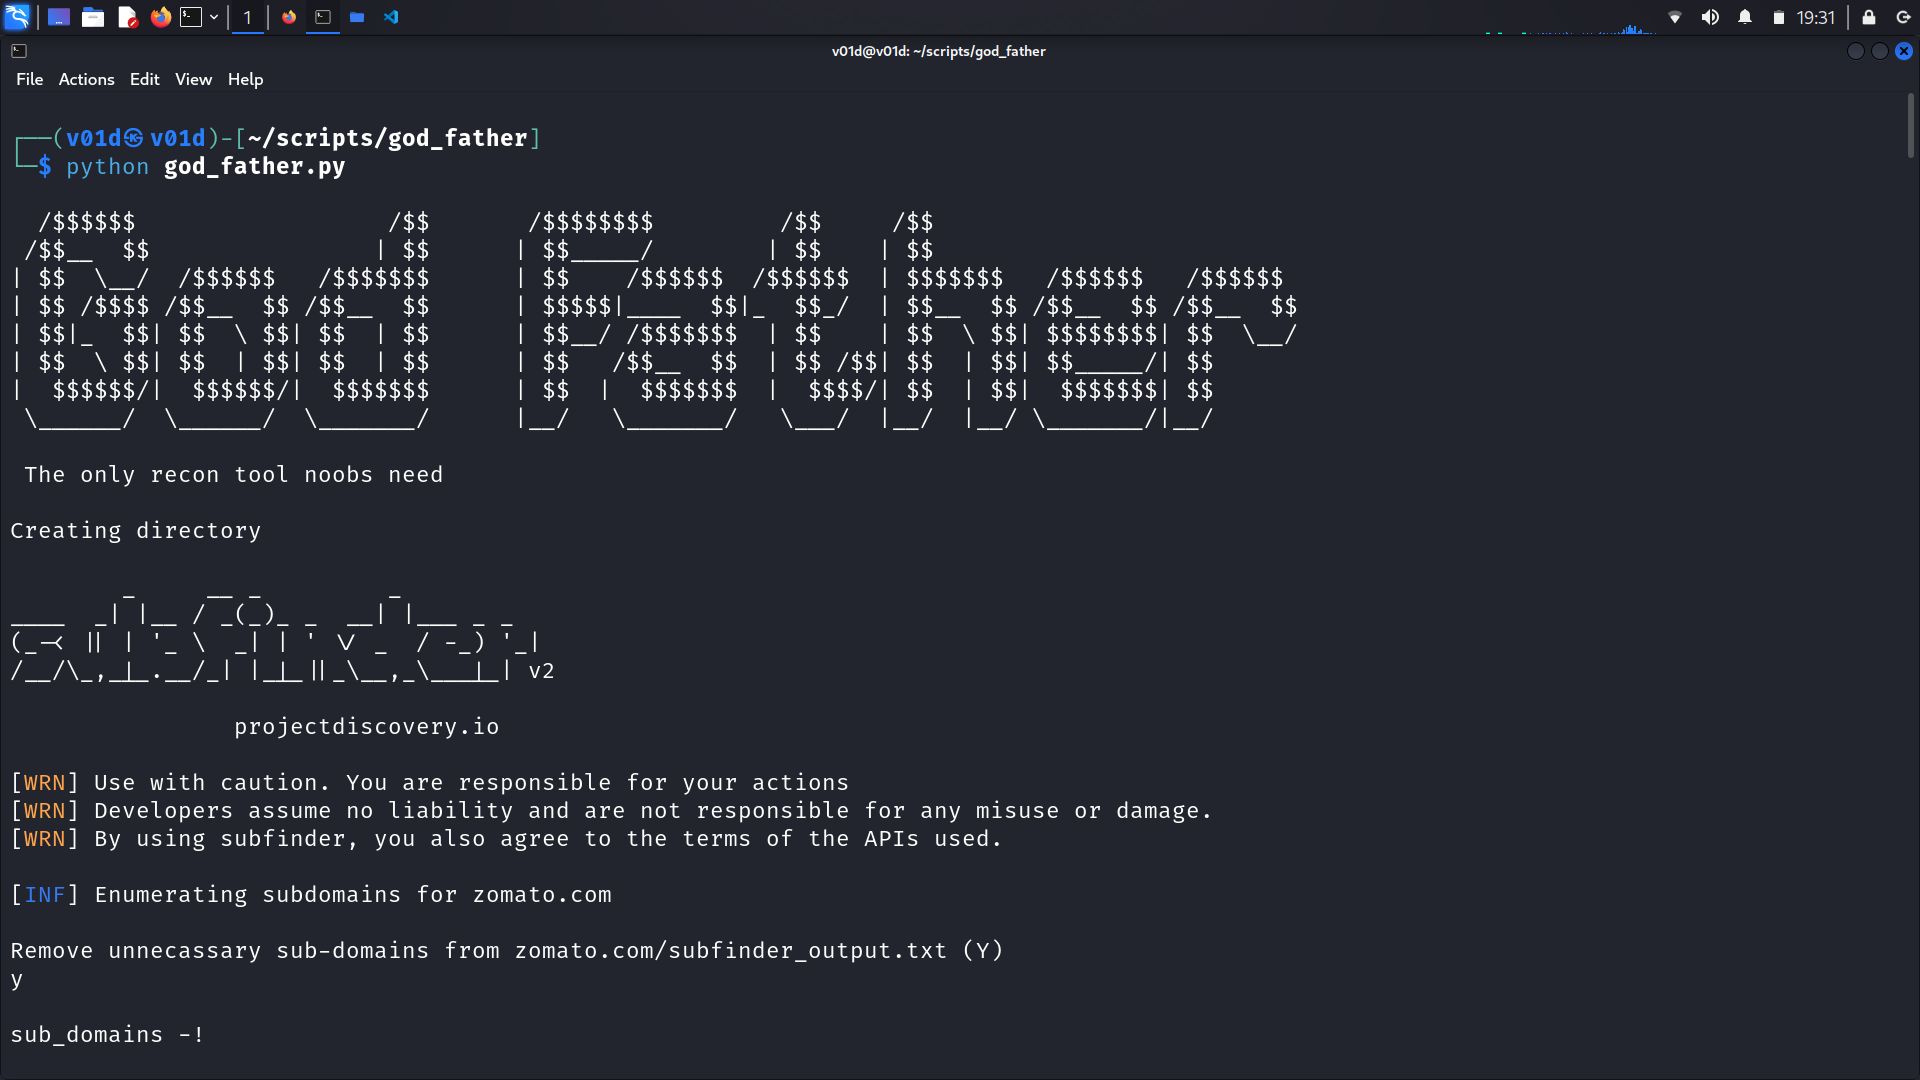 1
19:31
v01d@v01d: ~/scripts/god_father
File Actions Edit View Help
┌──(v01d㉿v01d)-[~/scripts/god_father]
└─$ python god_father.py
  /$$$$$$                  /$$       /$$$$$$$$         /$$     /$$
 /$$__  $$                | $$      | $$_____/        | $$    | $$
| $$  \__/  /$$$$$$   /$$$$$$$      | $$    /$$$$$$  /$$$$$$  | $$$$$$$   /$$$$$$   /$$$$$$
| $$ /$$$$ /$$__  $$ /$$__  $$      | $$$$$|____  $$|_  $$_/  | $$__  $$ /$$__  $$ /$$__  $$
| $$|_  $$| $$  \ $$| $$  | $$      | $$__/ /$$$$$$$  | $$    | $$  \ $$| $$$$$$$$| $$  \__/
| $$  \ $$| $$  | $$| $$  | $$      | $$   /$$__  $$  | $$ /$$| $$  | $$| $$_____/| $$
|  $$$$$$/|  $$$$$$/|  $$$$$$$      | $$  |  $$$$$$$  |  $$$$/| $$  | $$|  $$$$$$$| $$
 \______/  \______/  \_______/      |__/   \_______/   \___/  |__/  |__/ \_______/|__/
The only recon tool noobs need
Creating directory
v2
projectdiscovery.io
[WRN] Use with caution. You are responsible for your actions
[WRN] Developers assume no liability and are not responsible for any misuse or damage.
[WRN] By using subfinder, you also agree to the terms of the APIs used.
[INF] Enumerating subdomains for zomato.com
Remove unnecassary sub-domains from zomato.com/subfinder_output.txt (Y)
y
sub_domains -!